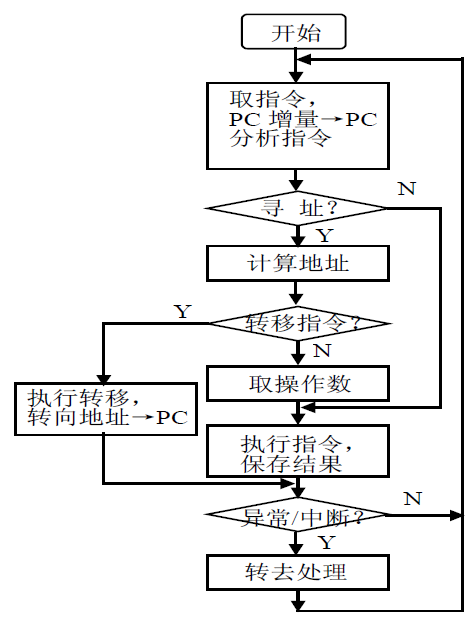 开始
取指令，
PC 增量→PC
分析指令
寻 址？
N
Y
计算地址
转移指令？
Y
N
取操作数
执行转移，
转向地址→PC
执行指令，
保存结果
异常/中断？
N
Y
转去处理